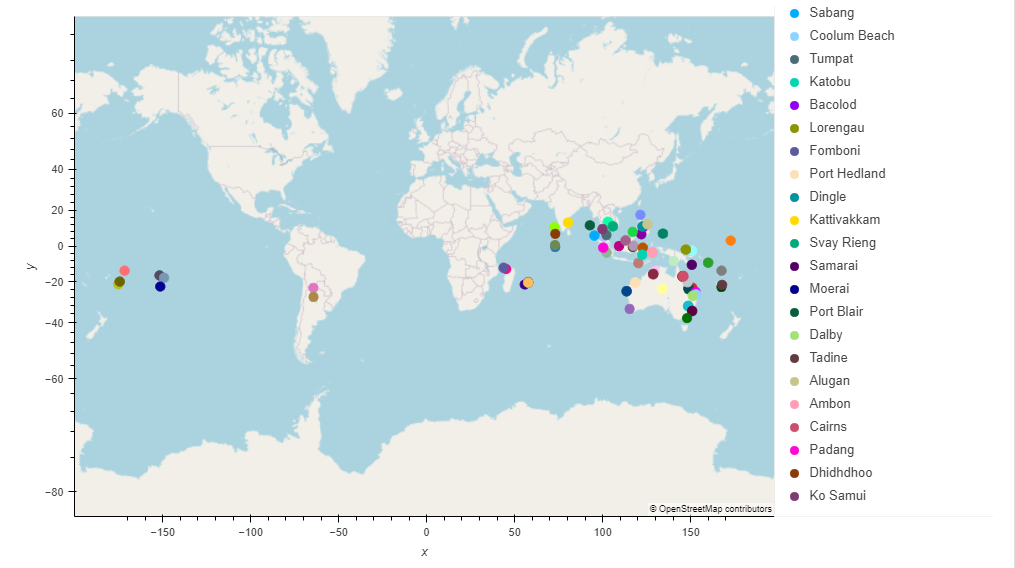 Sabang
Coolum Beach
Tumpat
Katobu
Bacolod
Lorengau
Fomboni
Port Hedland
Dingle
Kattivakkam
Svay Rieng
Samarai
Moerai
Port Blair
Dalby
Tadine
Alugan
Ambon
Cairns
Padang
Dhidhdhoo
Ko Samui
60
40
20
0
−20
−40
−60
−80
y
© OpenStreetMap contributors
−150
−100
−50
0
50
100
150
x